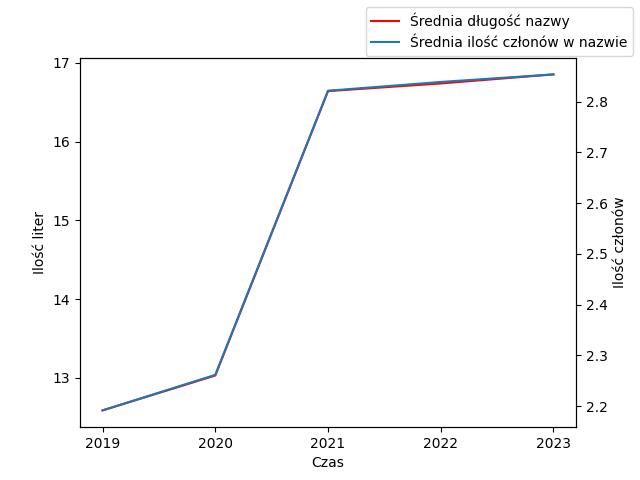 Średnia długość nazwy
Średnia ilość członów w nazwie
17
16
15
14
13
Ilość liter
2.8
2.7
2.6
2.5
2.4
2.3
2.2
Ilość członów
2019 2020 2021 2022 2023
Czas